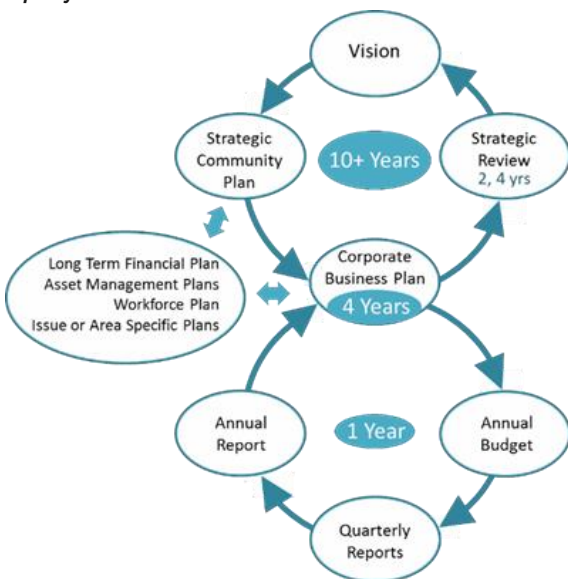 Vision
Strategic
Community
Plan
10+ Years
Strategic
Review
2, 4 yrs
Long Term Financial Plan
Asset Management Plans
Workforce Plan
Issue or Area Specific Plans
Corporate
Business Plan
4 Years
Annual
Report
1 Year
Annual
Budget
Quarterly
Reports